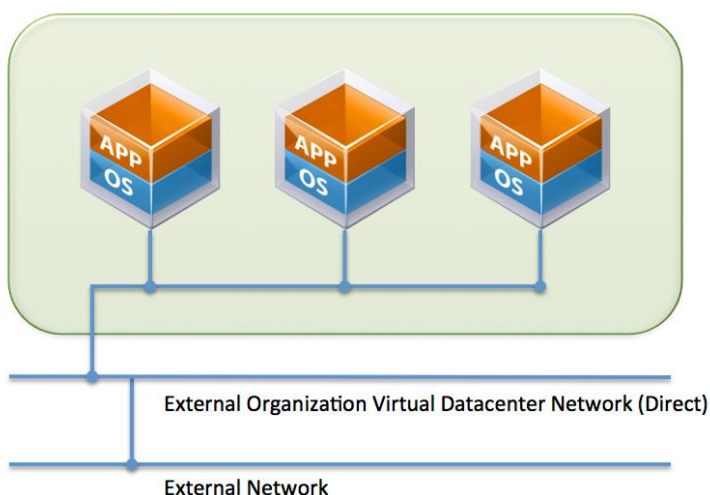 APP
OS
APP
OS
APP
OS
External Organization Virtual Datacenter Network (Direct)
External Network